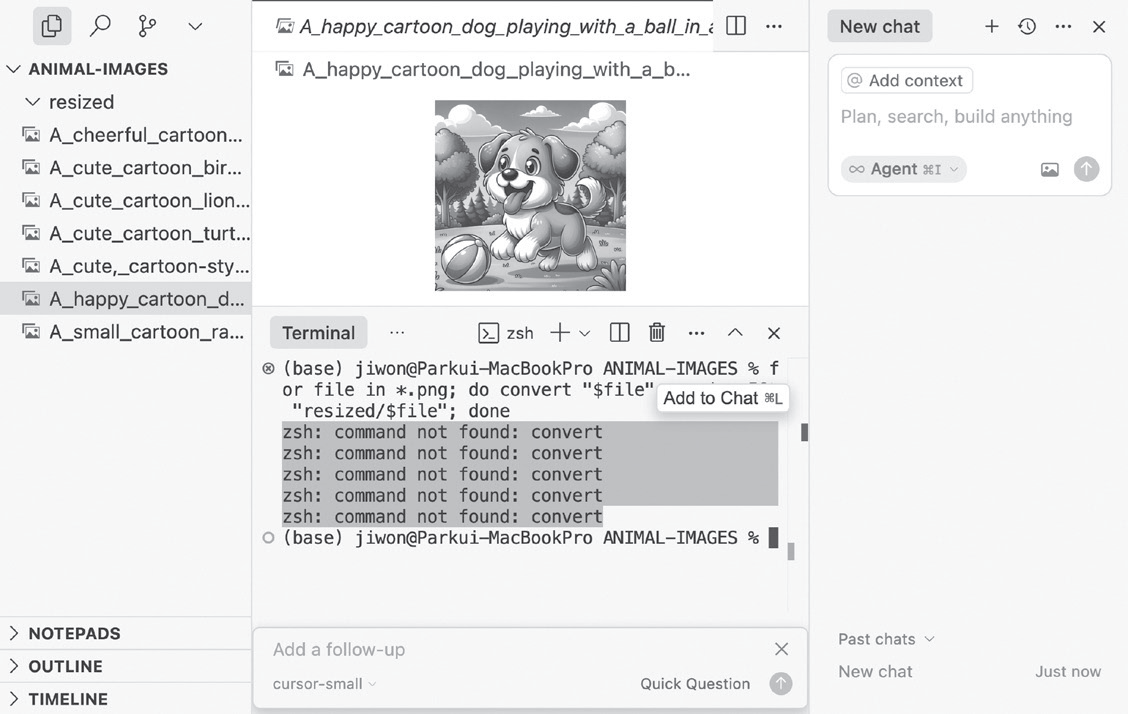 ANIMAL-IMAGES
resized
A_cheerful_cartoon...
A_cute_cartoon_bir...
A_cute_cartoon_lion...
A_cute_cartoon_turt...
A_cute,_cartoon-sty...
A_happy_cartoon_d...
A_small_cartoon_ra...
NOTEPADS
OUTLINE
TIMELINE
A_happy_cartoon_dog_playing_with_a_ball_in_a
A_happy_cartoon_dog_playing_with_a_b...
Terminal
zsh
(base) jiwon@Parkui-MacBookPro ANIMAL-IMAGES % f
or file in *.png; do convert "$file"
Add to Chat ⌘L
"resized/$file"; done
zsh: command not found: convert
zsh: command not found: convert
zsh: command not found: convert
zsh: command not found: convert
zsh: command not found: convert
(base) jiwon@Parkui-MacBookPro ANIMAL-IMAGES %
Add a follow-up
cursor-small
Quick Question
New chat
@ Add context
Plan, search, build anything
∞ Agent ⌘I
Past chats
New chat
Just now